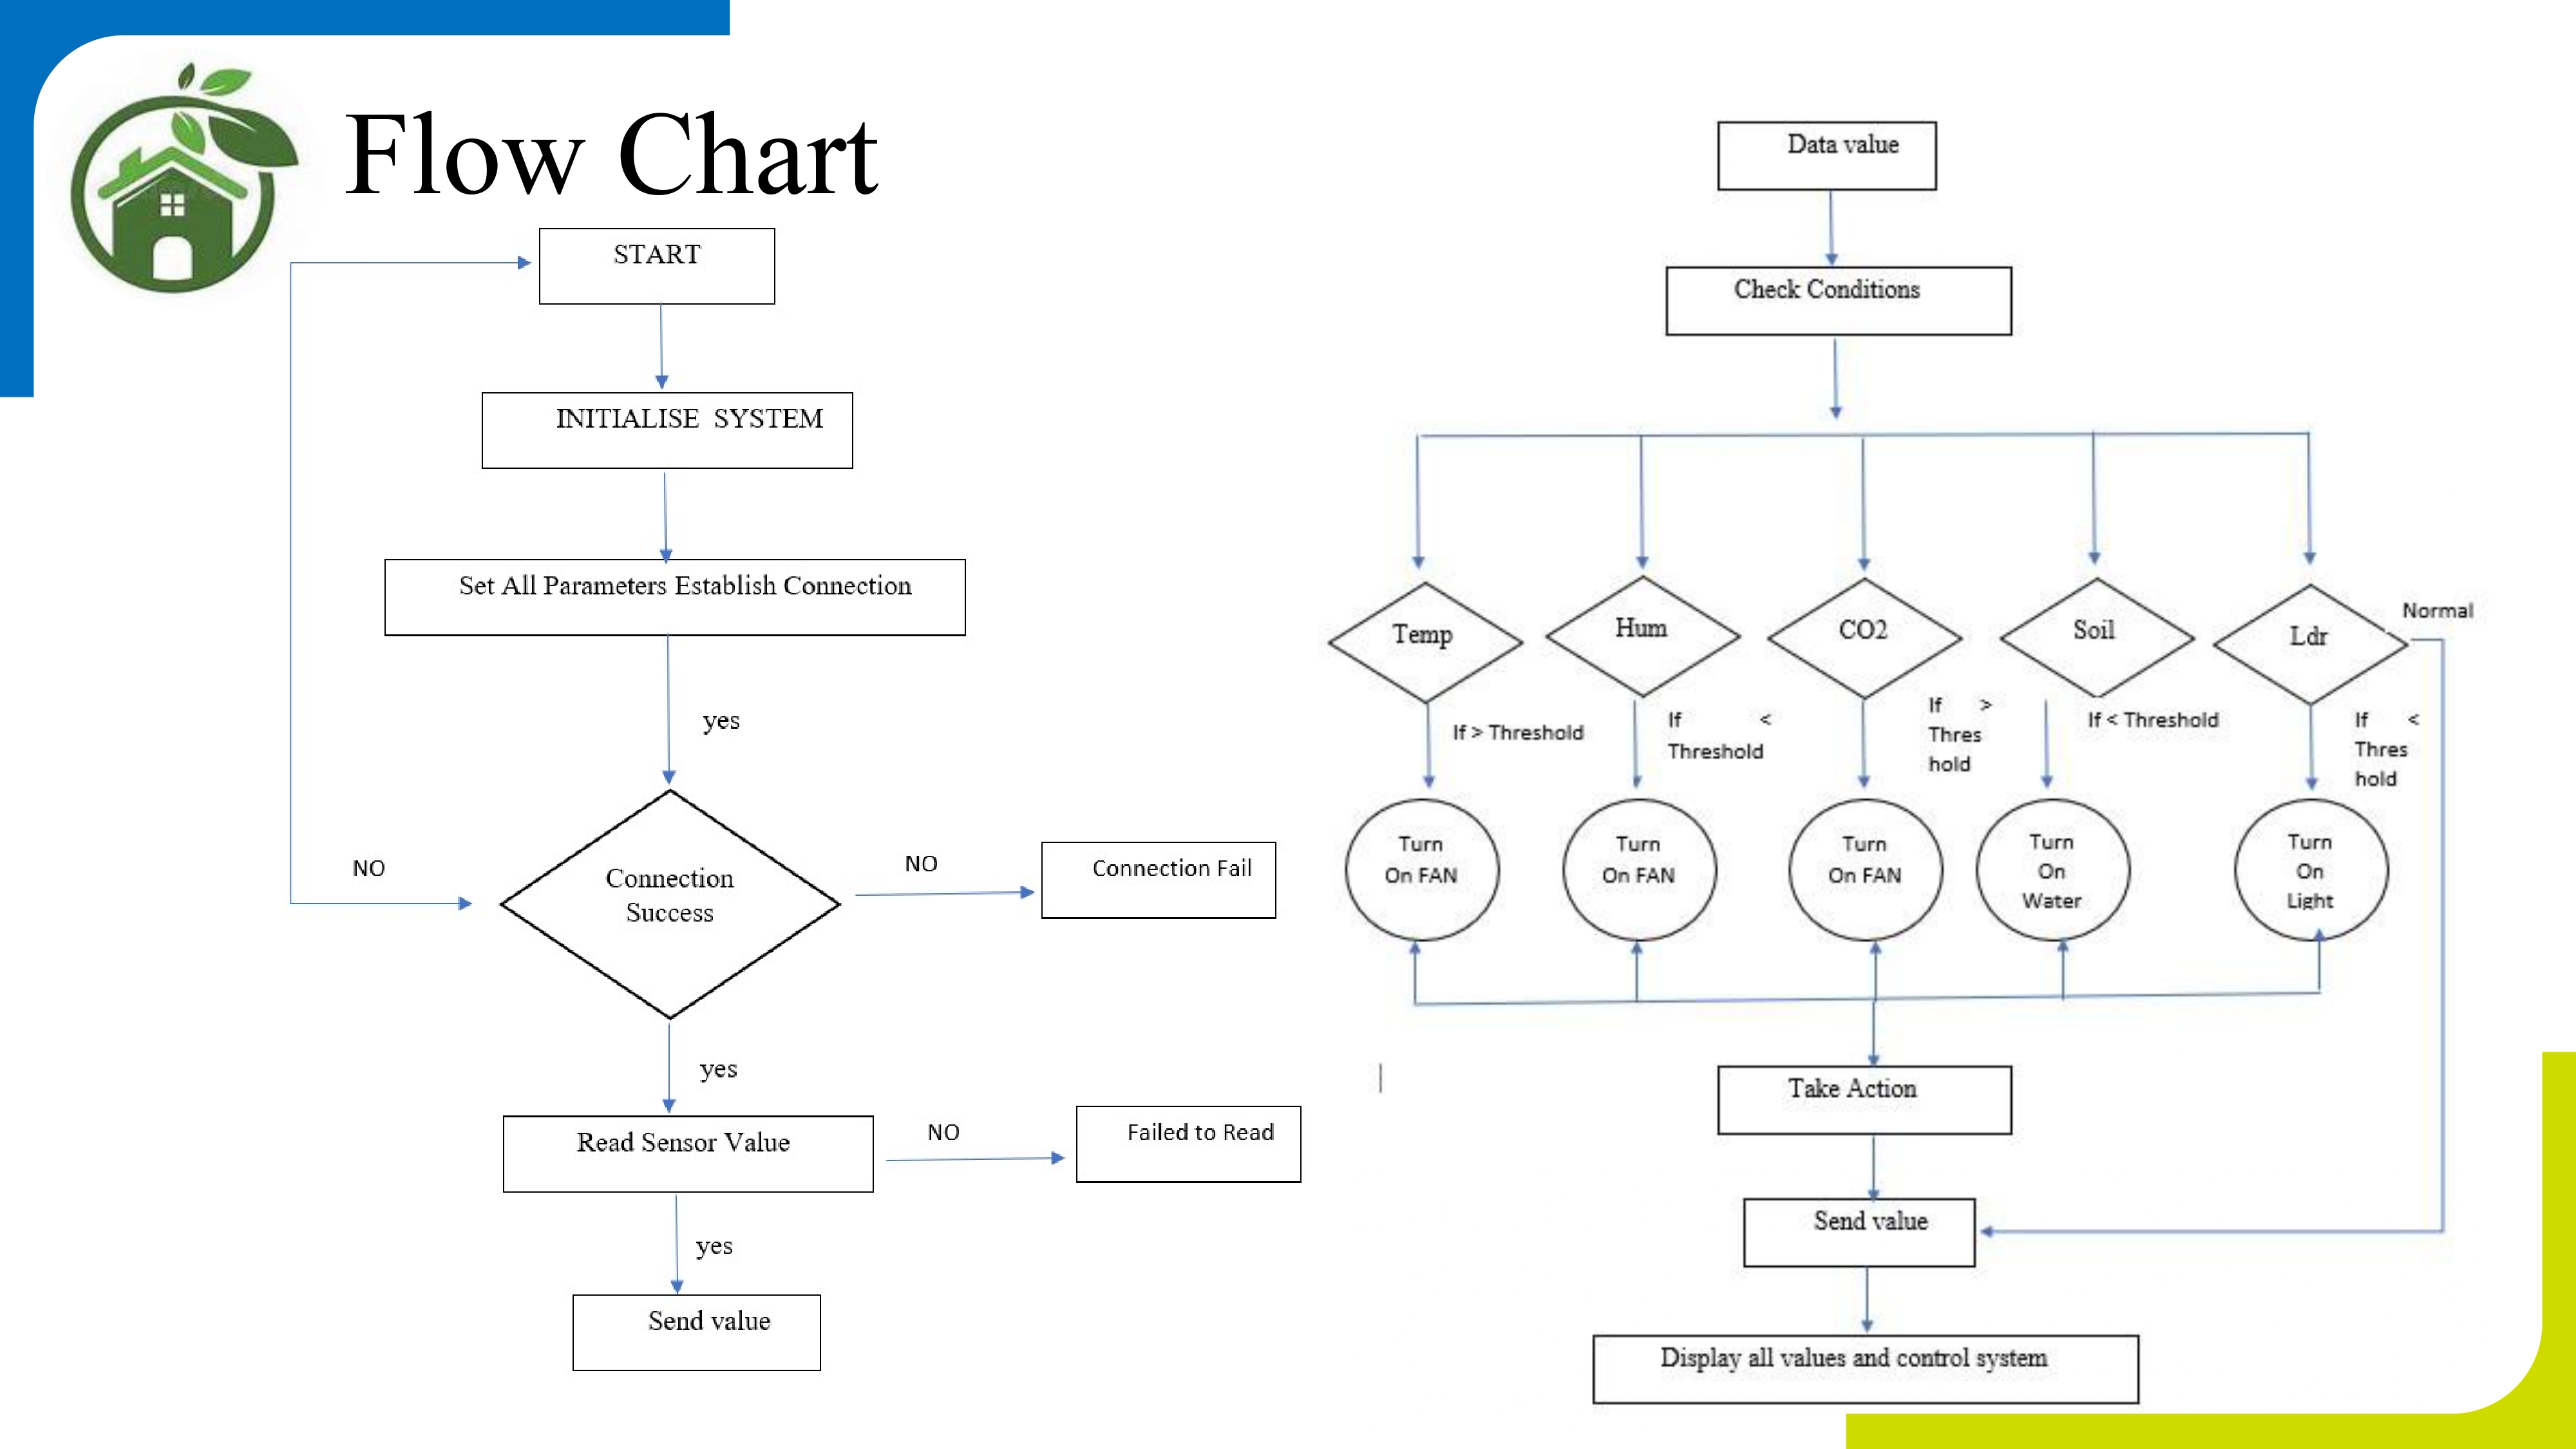 Flow Chart
START
INITIALISE SYSTEM
Set All Parameters Establish Connection
yes
NO
Connection
Success
NO
Connection Fail
yes
Read Sensor Value
NO
Failed to Read
yes
Send value
Data value
Check Conditions
Temp
Hum
CO2
Soil
Ldr
Normal
If > Threshold
If <
Threshold
If >
Thres
hold
If < Threshold
If <
Thres
hold
Turn
On FAN
Turn
On FAN
Turn
On FAN
Turn
On
Water
Turn
On
Light
Take Action
Send value
Display all values and control system